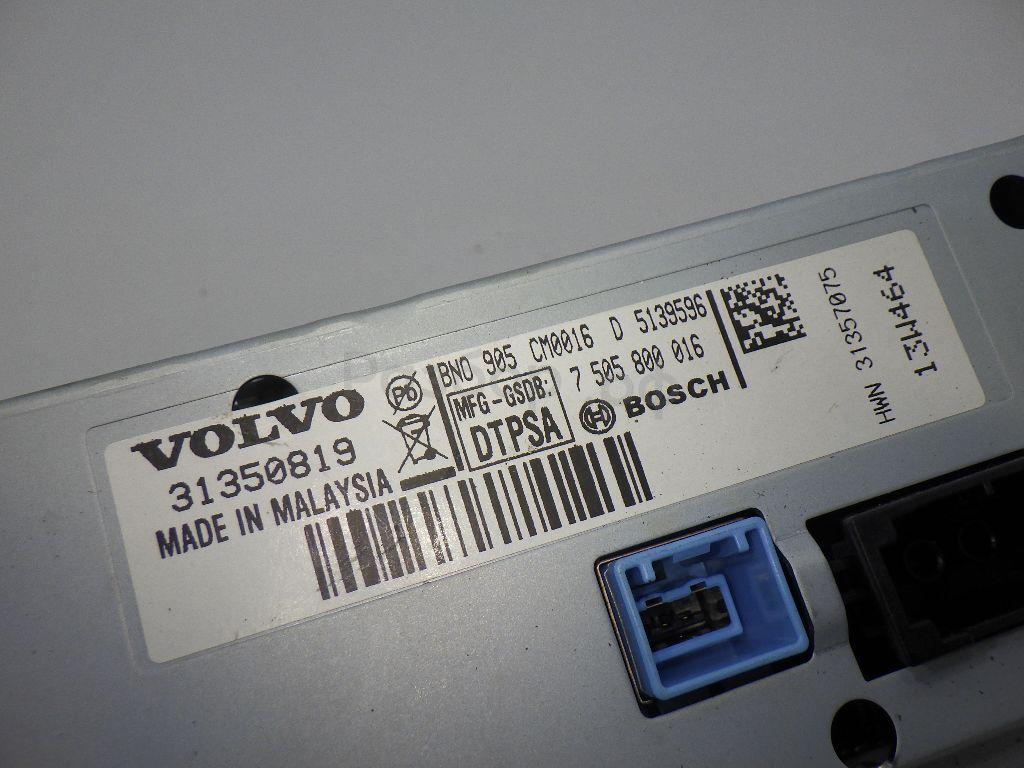 VOLVO
31350819
MADE IN MALAYSIA
Pb
BNO 905 CM0016 D 5139596
MFG-GSDB:
DTPSA
7 505 800 016
BOSCH
HWN 31357075
13W464